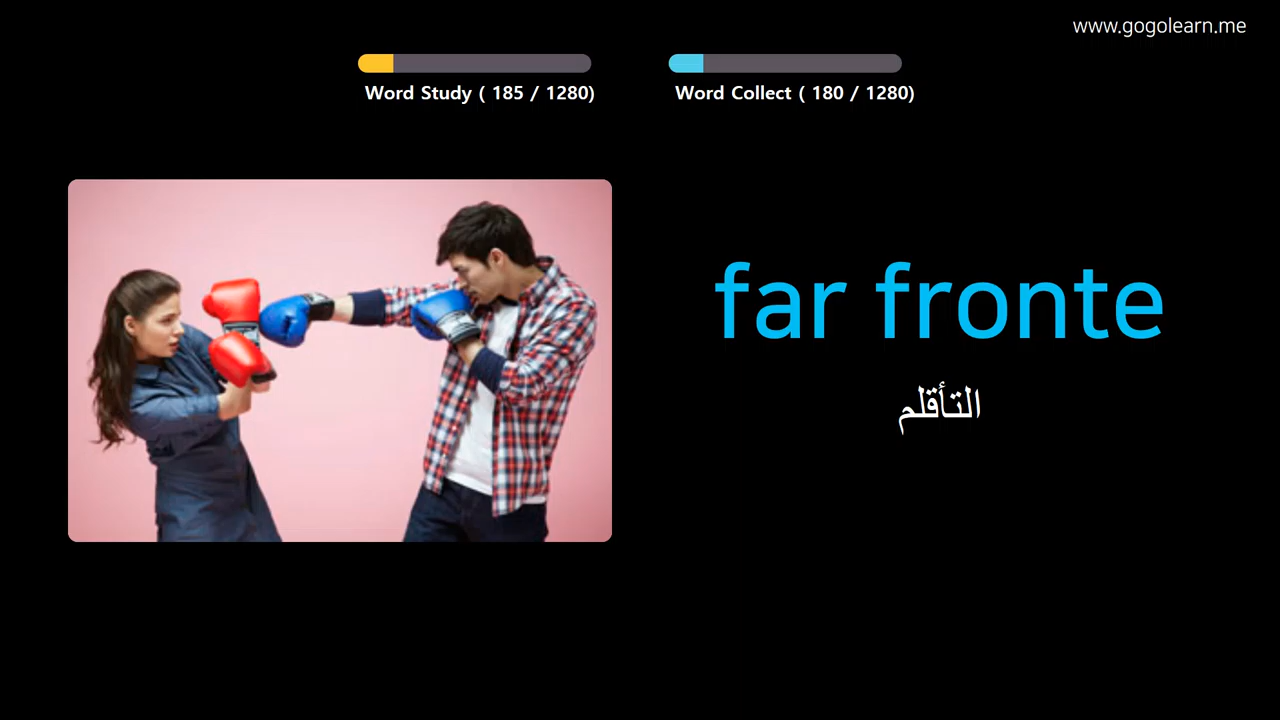 www.gogolearn.me
Word Study ( 185 / 1280)
Word Collect ( 180 / 1280)
far fronte
التأقلم